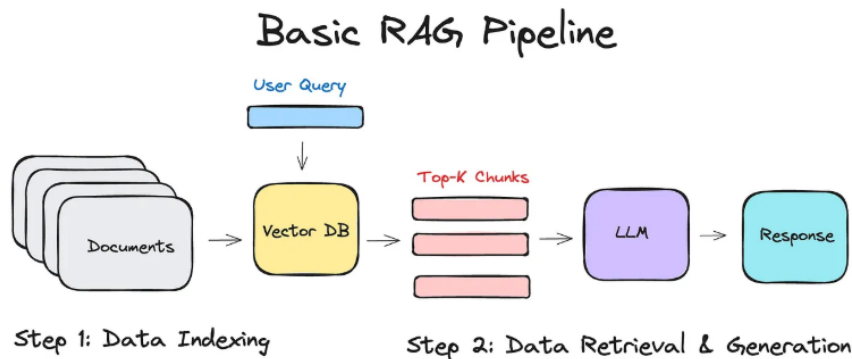 Basic RAG Pipeline
User Query
Top-K Chunks
Documents
Vector DB
LLM
Response
Step 1: Data Indexing
Step 2: Data Retrieval & Generation